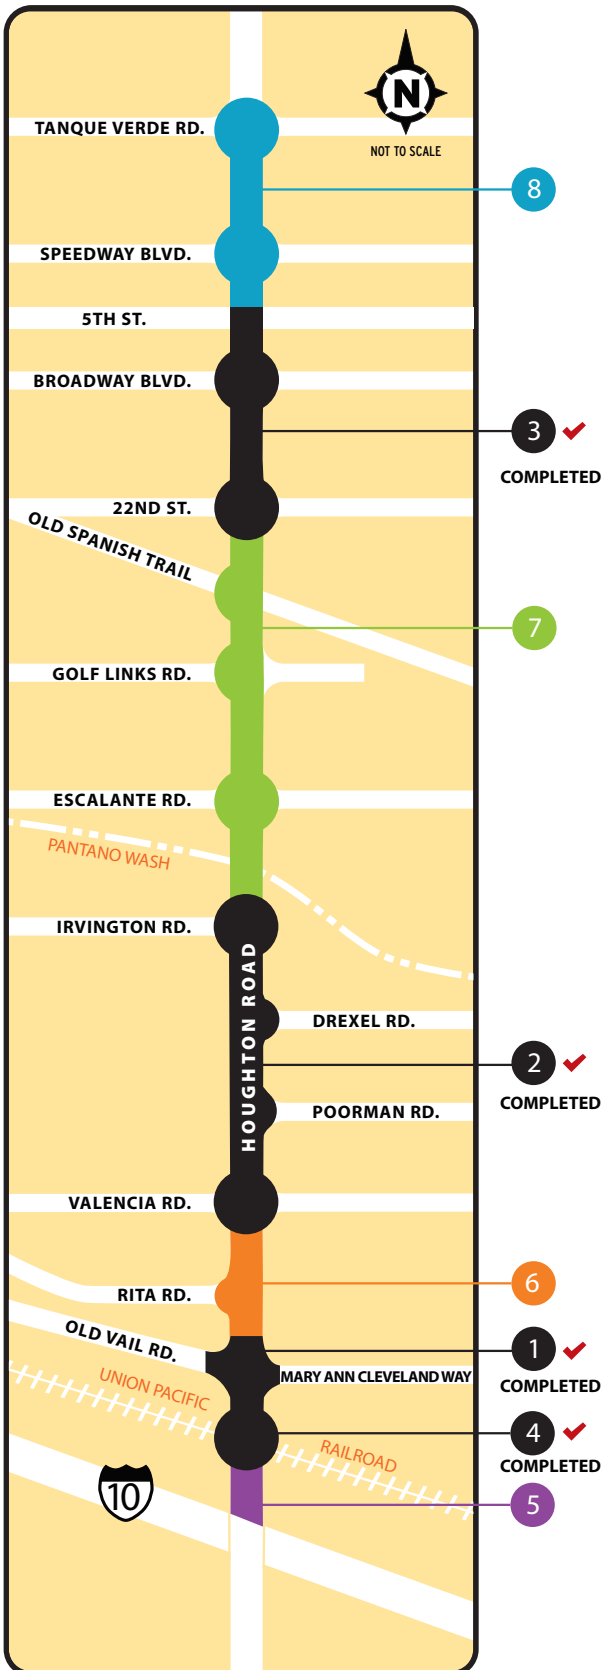 N
NOT TO SCALE
TANQUE VERDE RD.
8
SPEEDWAY BLVD.
5TH ST.
BROADWAY BLVD.
3
COMPLETED
22ND ST.
OLD SPANISH TRAIL
7
GOLF LINKS RD.
ESCALANTE RD.
PANTANO WASH
IRVINGTON RD.
HOUGHTON ROAD
DREXEL RD.
2
COMPLETED
POORMAN RD.
VALENCIA RD.
6
RITA RD.
OLD VAIL RD.
1
COMPLETED
MARY ANN CLEVELAND WAY
UNION PACIFIC
RAILROAD
4
COMPLETED
10
5